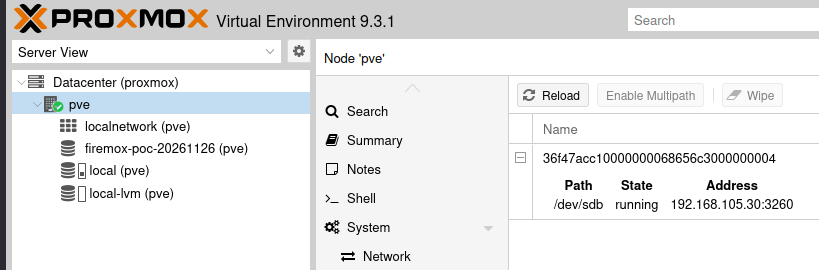 PROXMOX Virtual Environment 9.3.1 Search
Server View
Datacenter (proxmox)
pve
localnetwork (pve)
firemox-poc-20261126 (pve)
local (pve)
local-lvm (pve)
Node 'pve'
Search
Summary
Notes
Shell
System
Network
Reload Enable Multipath Wipe
Name
36f47acc10000000068656c3000000004
Path State Address
/dev/sdb running 192.168.105.30:3260